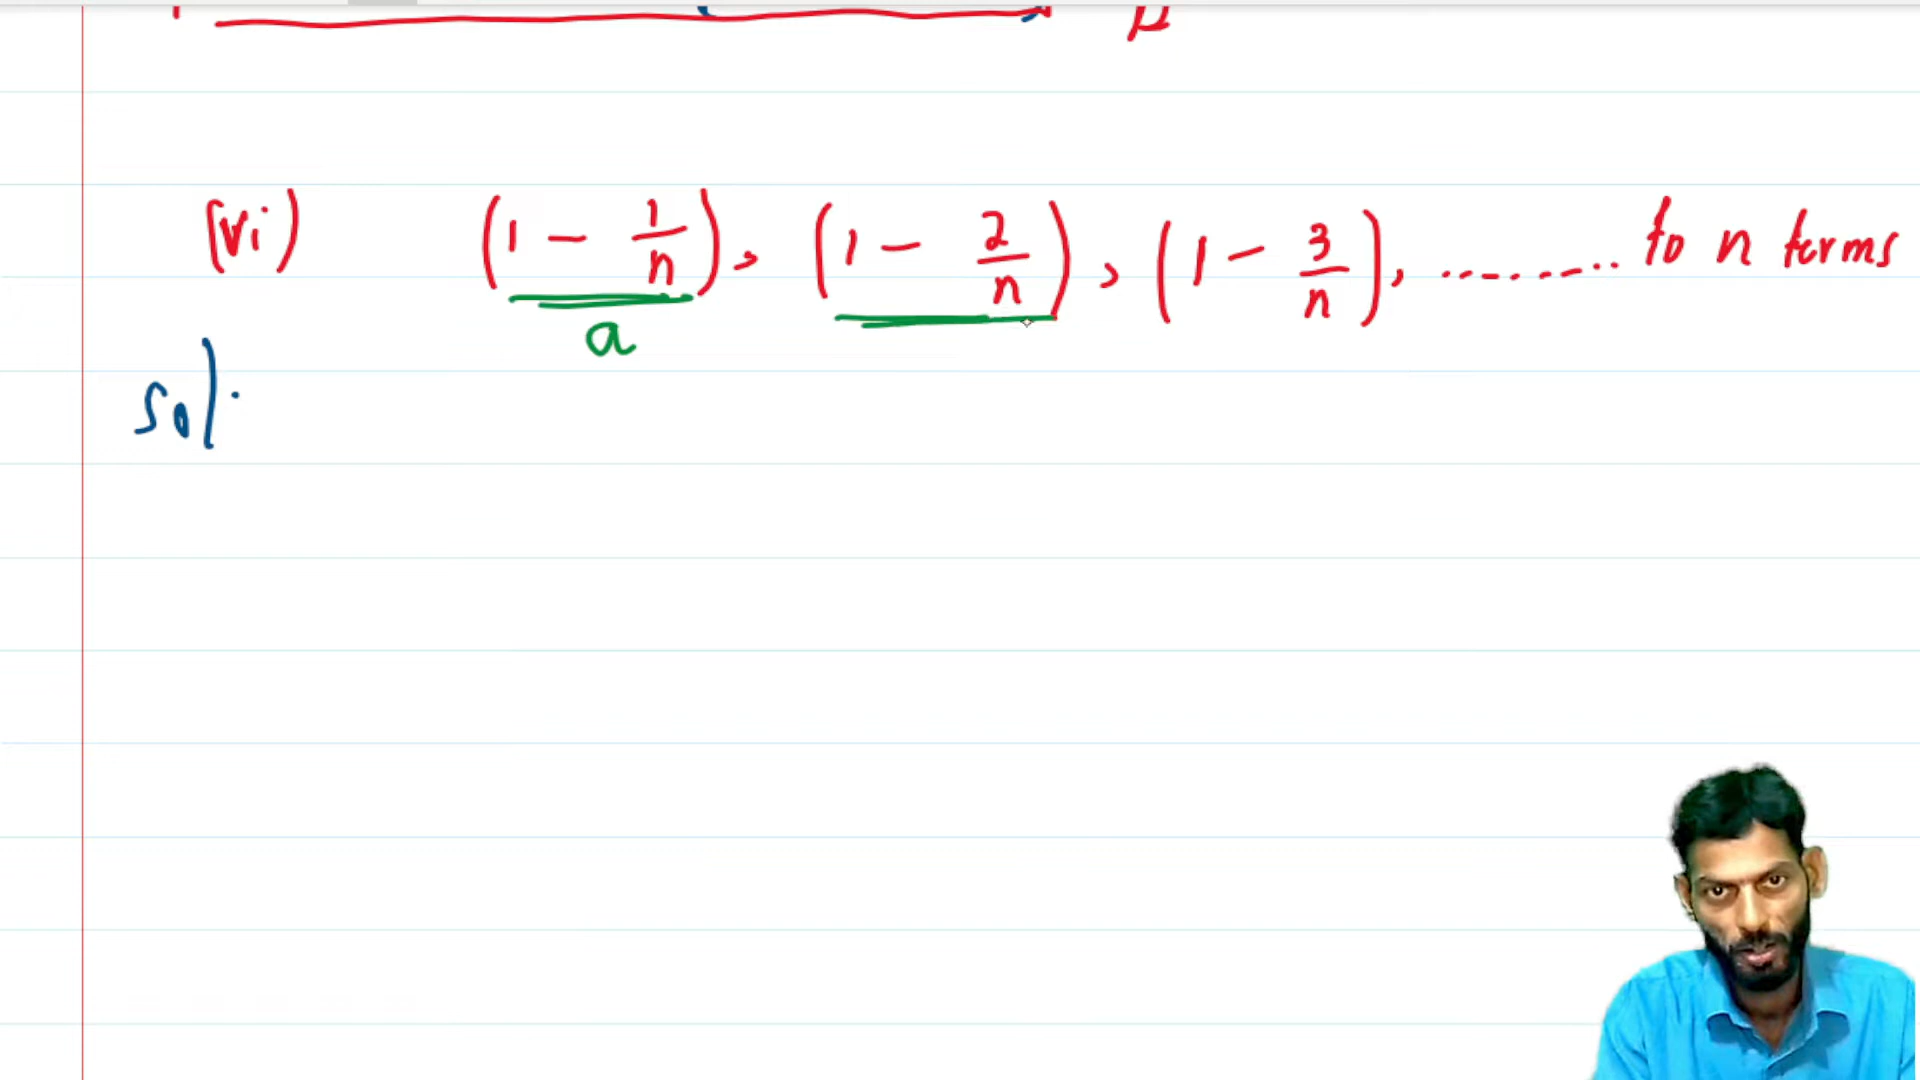 (vi) (1 - 1/n), (1 - 2/n), (1 - 3/n), ......... to n terms
a
Sol.